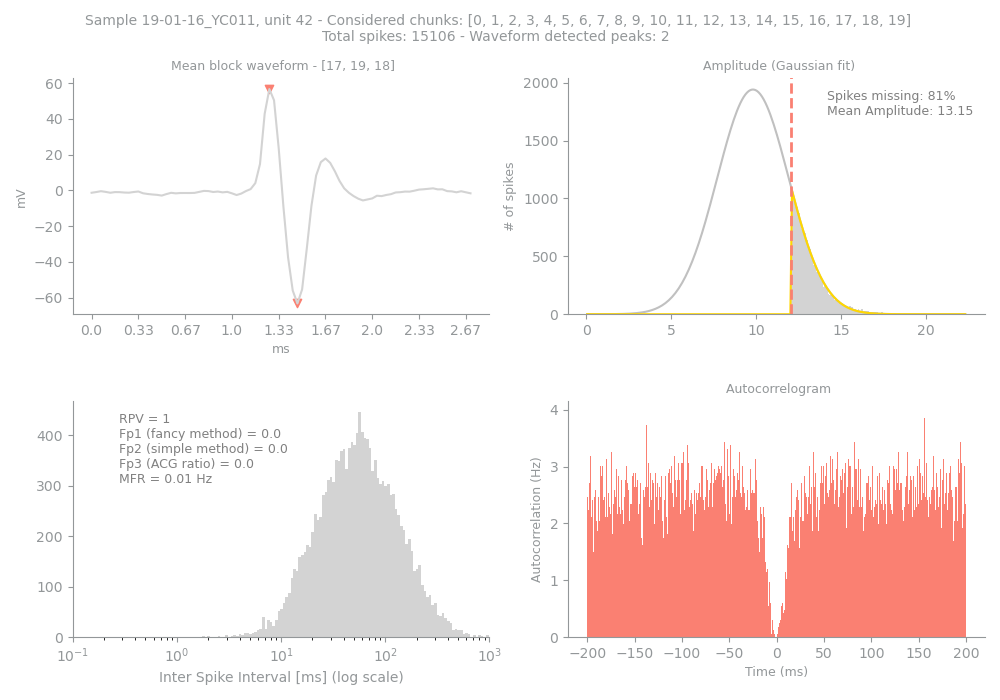 Sample 19-01-16_YC011, unit 42 - Considered chunks: [0, 1, 2, 3, 4, 5, 6, 7, 8, 9, 10, 11, 12, 13, 14, 15, 16, 17, 18, 19]
Total spikes: 15106 - Waveform detected peaks: 2
Mean block waveform - [17, 19, 18]
60
40
20
0
−20
−40
−60
mV
0.0 0.33 0.67 1.0 1.33 1.67 2.0 2.33 2.67
ms
Amplitude (Gaussian fit)
Spikes missing: 81%
Mean Amplitude: 13.15
2000
1500
1000
500
0
# of spikes
0 5 10 15 20
RPV = 1
Fp1 (fancy method) = 0.0
Fp2 (simple method) = 0.0
Fp3 (ACG ratio) = 0.0
MFR = 0.01 Hz
400
300
200
100
0
10⁻¹ 10⁰ 10¹ 10² 10³
Inter Spike Interval [ms] (log scale)
Autocorrelogram
4
3
2
1
0
Autocorrelation (Hz)
−200 −150 −100 −50 0 50 100 150 200
Time (ms)